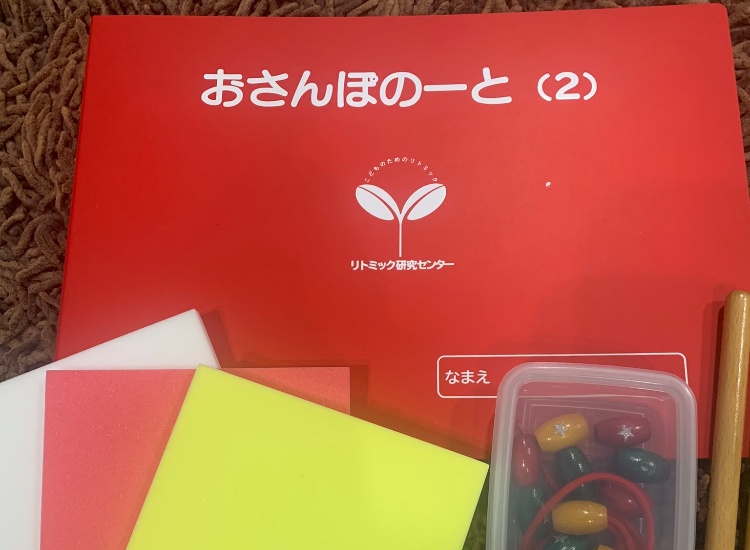 おさんぽのーと（2）
こどものためのリトミック
リトミック研究センター
なまえ